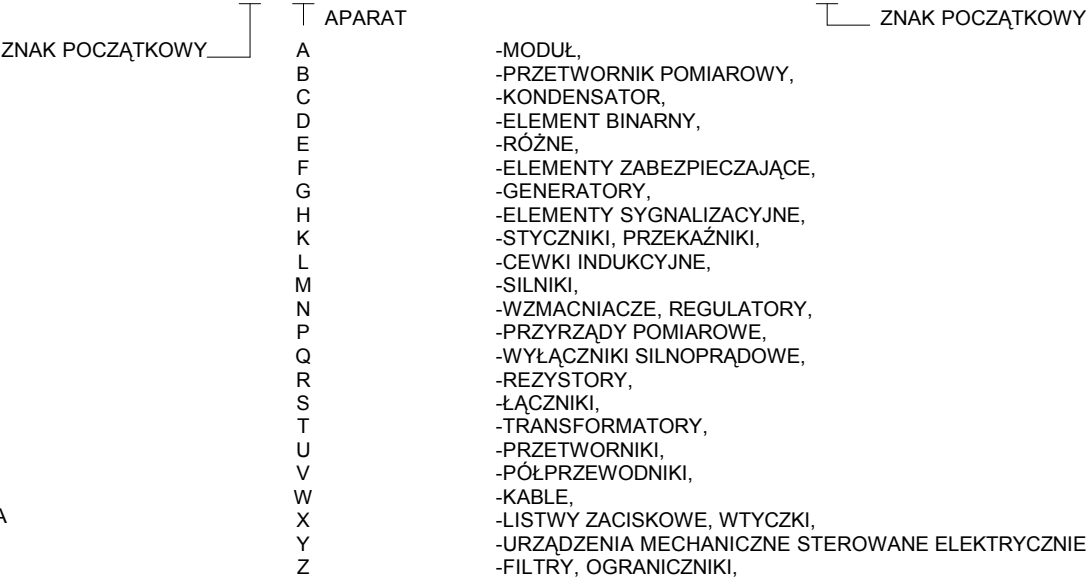 APARAT ZNAK POCZĄTKOWY
ZNAK POCZĄTKOWY A -MODUŁ,
B -PRZETWORNIK POMIAROWY,
C -KONDENSATOR,
D -ELEMENT BINARNY,
E -RÓŻNE,
F -ELEMENTY ZABEZPIECZAJĄCE,
G -GENERATORY,
H -ELEMENTY SYGNALIZACYJNE,
K -STYCZNIKI, PRZEKAŹNIKI,
L -CEWKI INDUKCYJNE,
M -SILNIKI,
N -WZMACNIACZE, REGULATORY,
P -PRZYRZĄDY POMIAROWE,
Q -WYŁĄCZNIKI SILNOPRĄDOWE,
R -REZYSTORY,
S -ŁĄCZNIKI,
T -TRANSFORMATORY,
U -PRZETWORNIKI,
V -PÓŁPRZEWODNIKI,
W -KABLE,
X -LISTWY ZACISKOWE, WTYCZKI,
Y -URZĄDZENIA MECHANICZNE STEROWANE ELEKTRYCZNIE
Z -FILTRY, OGRANICZNIKI,